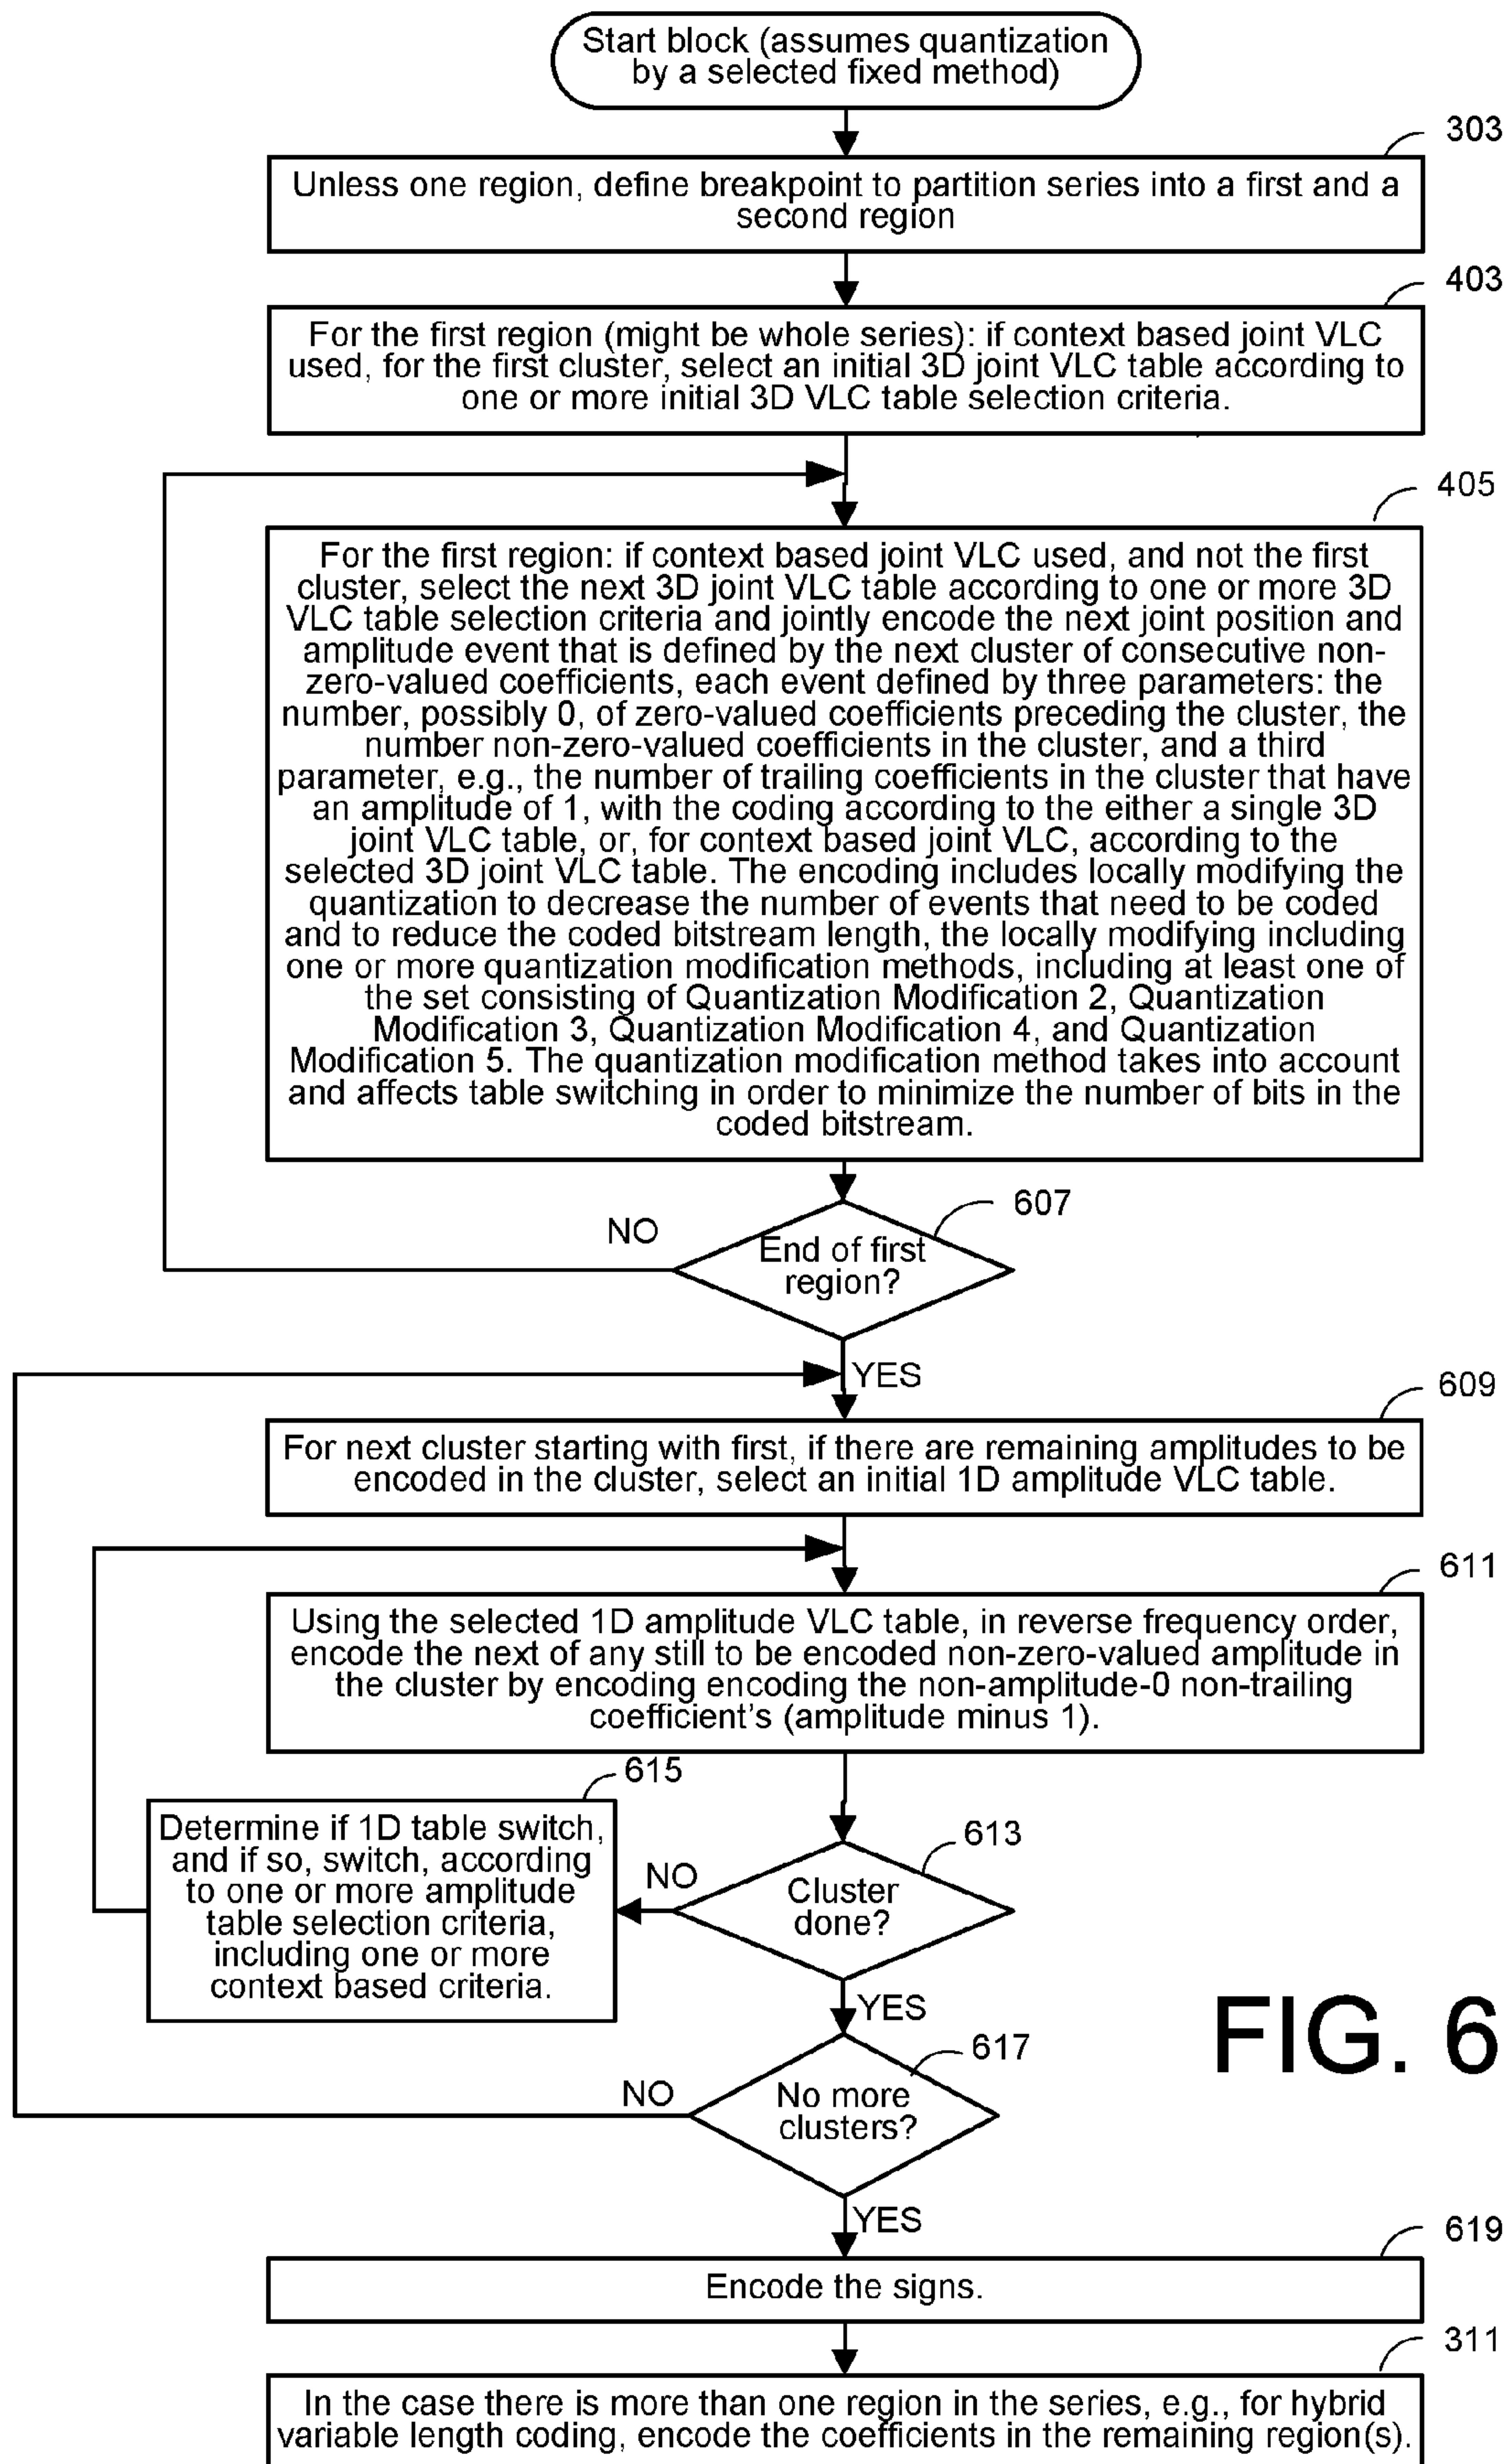 Start block (assumes quantization
by a selected fixed method)
303
Unless one region, define breakpoint to partition series into a first and a
second region
403
For the first region (might be whole series): if context based joint VLC
used, for the first cluster, select an initial 3D joint VLC table according to
one or more initial 3D VLC table selection criteria.
405
For the first region: if context based joint VLC used, and not the first
cluster, select the next 3D joint VLC table according to one or more 3D
VLC table selection criteria and jointly encode the next joint position and
amplitude event that is defined by the next cluster of consecutive non-
zero-valued coefficients, each event defined by three parameters: the
number, possibly 0, of zero-valued coefficients preceding the cluster, the
number non-zero-valued coefficients in the cluster, and a third
parameter, e.g., the number of trailing coefficients in the cluster that have
an amplitude of 1, with the coding according to the either a single 3D
joint VLC table, or, for context based joint VLC, according to the
selected 3D joint VLC table. The encoding includes locally modifying the
quantization to decrease the number of events that need to be coded
and to reduce the coded bitstream length, the locally modifying including
one or more quantization modification methods, including at least one of
the set consisting of Quantization Modification 2, Quantization
Modification 3, Quantization Modification 4, and Quantization
Modification 5. The quantization modification method takes into account
and affects table switching in order to minimize the number of bits in the
coded bitstream.
607
NO
End of first
region?
YES
609
For next cluster starting with first, if there are remaining amplitudes to be
encoded in the cluster, select an initial 1D amplitude VLC table.
611
Using the selected 1D amplitude VLC table, in reverse frequency order,
encode the next of any still to be encoded non-zero-valued amplitude in
the cluster by encoding encoding the non-amplitude-0 non-trailing
coefficient's (amplitude minus 1).
615
Determine if 1D table switch,
and if so, switch, according
to one or more amplitude
table selection criteria,
including one or more
context based criteria.
613
NO
Cluster
done?
YES
FIG. 6
617
NO
No more
clusters?
YES
619
Encode the signs.
311
In the case there is more than one region in the series, e.g., for hybrid
variable length coding, encode the coefficients in the remaining region(s).